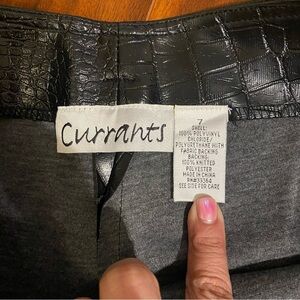 Currants
7
SHELL:
100% POLYVINYL
CHLORIDE/
POLYURETHANE WITH
FABRIC BACKING
BACKING:
100% KNITTED
POLYESTER
MADE IN CHINA
RN#33364
SEE SIDE FOR CARE